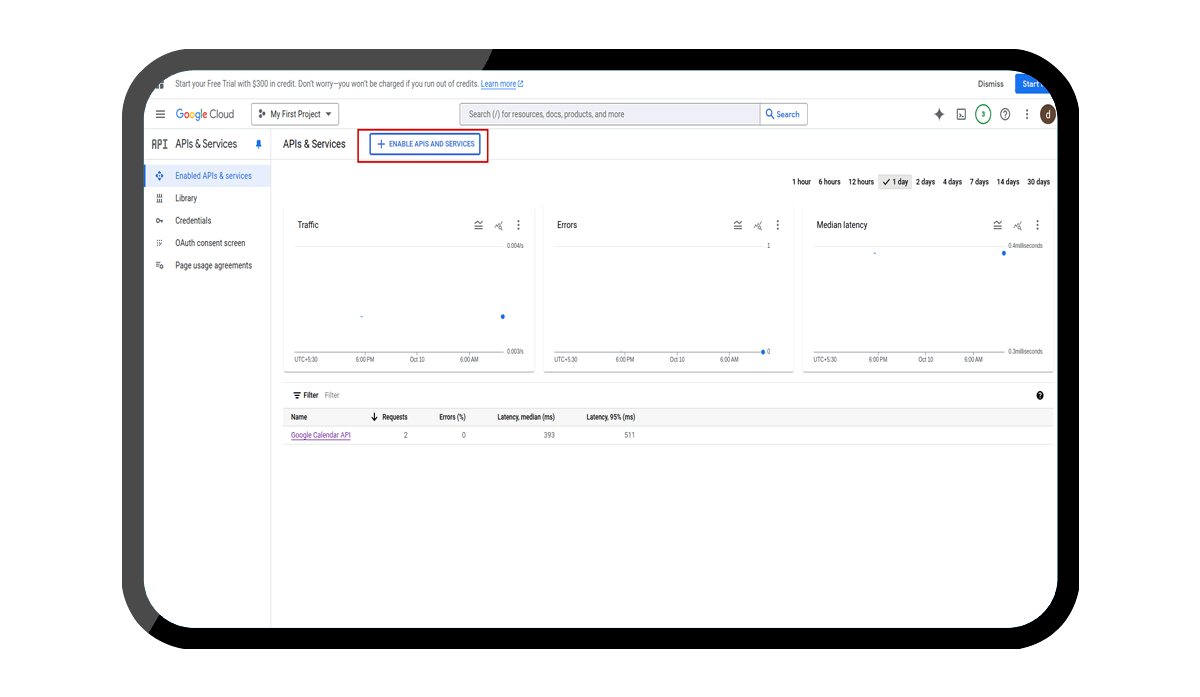 Start your Free Trial with $300 in credit. Don't worry—you won't be charged if you run out of credits. Learn more
Dismiss
Start
Google Cloud
My First Project
Search (/) for resources, docs, products, and more
Search
3
d
API APIs & Services
APIs & Services
ENABLE APIS AND SERVICES
Enabled APIs & services
Library
Credentials
OAuth consent screen
Page usage agreements
1 hour 6 hours 12 hours 1 day 2 days 4 days 7 days 14 days 30 days
Traffic
0.004/s
0.003/s
UTC+5:30 6:00 PM Oct 10 6:00 AM
Errors
1
0
UTC+5:30 6:00 PM Oct 10 6:00 AM
Median latency
0.4milliseconds
0.3milliseconds
UTC+5:30 6:00 PM Oct 10 6:00 AM
Filter Filter
Name Requests Errors (%) Latency, median (ms) Latency, 95% (ms)
Google Calendar API 2 0 393 511